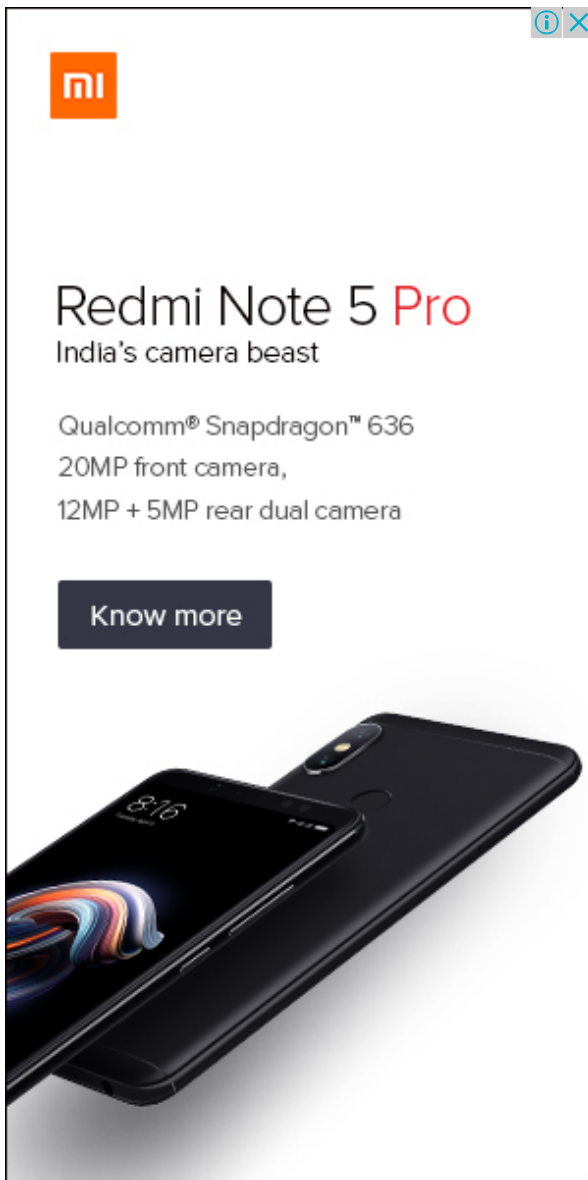 mi
Redmi Note 5 Pro
India's camera beast
Qualcomm® Snapdragon™ 636
20MP front camera,
12MP + 5MP rear dual camera
Know more
8:16